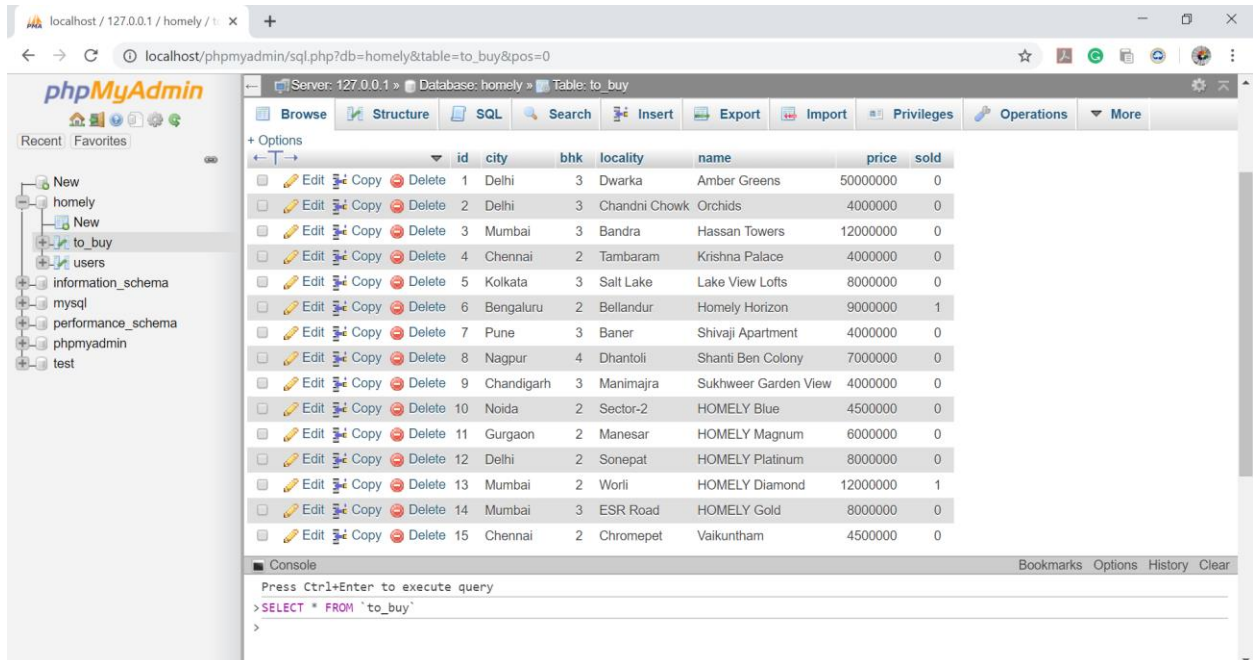 localhost / 127.0.0.1 / homely / t
localhost/phpmyadmin/sql.php?db=homely&table=to_buy&pos=0
phpMyAdmin
Recent Favorites
New
homely
New
to_buy
users
information_schema
mysql
performance_schema
phpmyadmin
test
Server: 127.0.0.1 » Database: homely » Table: to_buy
Browse Structure SQL Search Insert Export Import Privileges Operations More
+ Options
id city bhk locality name price sold
Edit Copy Delete 1 Delhi 3 Dwarka Amber Greens 50000000 0
Edit Copy Delete 2 Delhi 3 Chandni Chowk Orchids 4000000 0
Edit Copy Delete 3 Mumbai 3 Bandra Hassan Towers 12000000 0
Edit Copy Delete 4 Chennai 2 Tambaram Krishna Palace 4000000 0
Edit Copy Delete 5 Kolkata 3 Salt Lake Lake View Lofts 8000000 0
Edit Copy Delete 6 Bengaluru 2 Bellandur Homely Horizon 9000000 1
Edit Copy Delete 7 Pune 3 Baner Shivaji Apartment 4000000 0
Edit Copy Delete 8 Nagpur 4 Dhantoli Shanti Ben Colony 7000000 0
Edit Copy Delete 9 Chandigarh 3 Manimajra Sukhweer Garden View 4000000 0
Edit Copy Delete 10 Noida 2 Sector-2 HOMELY Blue 4500000 0
Edit Copy Delete 11 Gurgaon 2 Manesar HOMELY Magnum 6000000 0
Edit Copy Delete 12 Delhi 2 Sonepat HOMELY Platinum 8000000 0
Edit Copy Delete 13 Mumbai 2 Worli HOMELY Diamond 12000000 1
Edit Copy Delete 14 Mumbai 3 ESR Road HOMELY Gold 8000000 0
Edit Copy Delete 15 Chennai 2 Chromepet Vaikuntham 4500000 0
Console Bookmarks Options History Clear
Press Ctrl+Enter to execute query
>SELECT * FROM `to_buy`
>